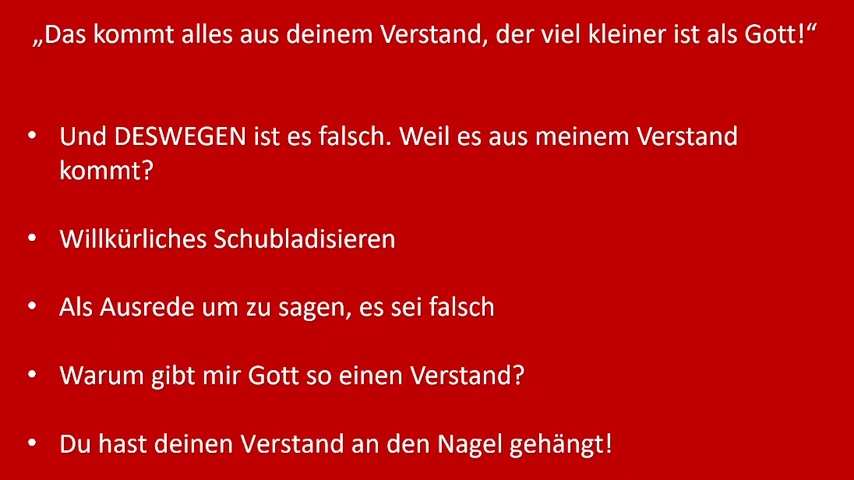 „Das kommt alles aus deinem Verstand, der viel kleiner ist als Gott!“
• Und DESWEGEN ist es falsch. Weil es aus meinem Verstand
kommt?
• Willkürliches Schubladisieren
• Als Ausrede um zu sagen, es sei falsch
• Warum gibt mir Gott so einen Verstand?
• Du hast deinen Verstand an den Nagel gehängt!